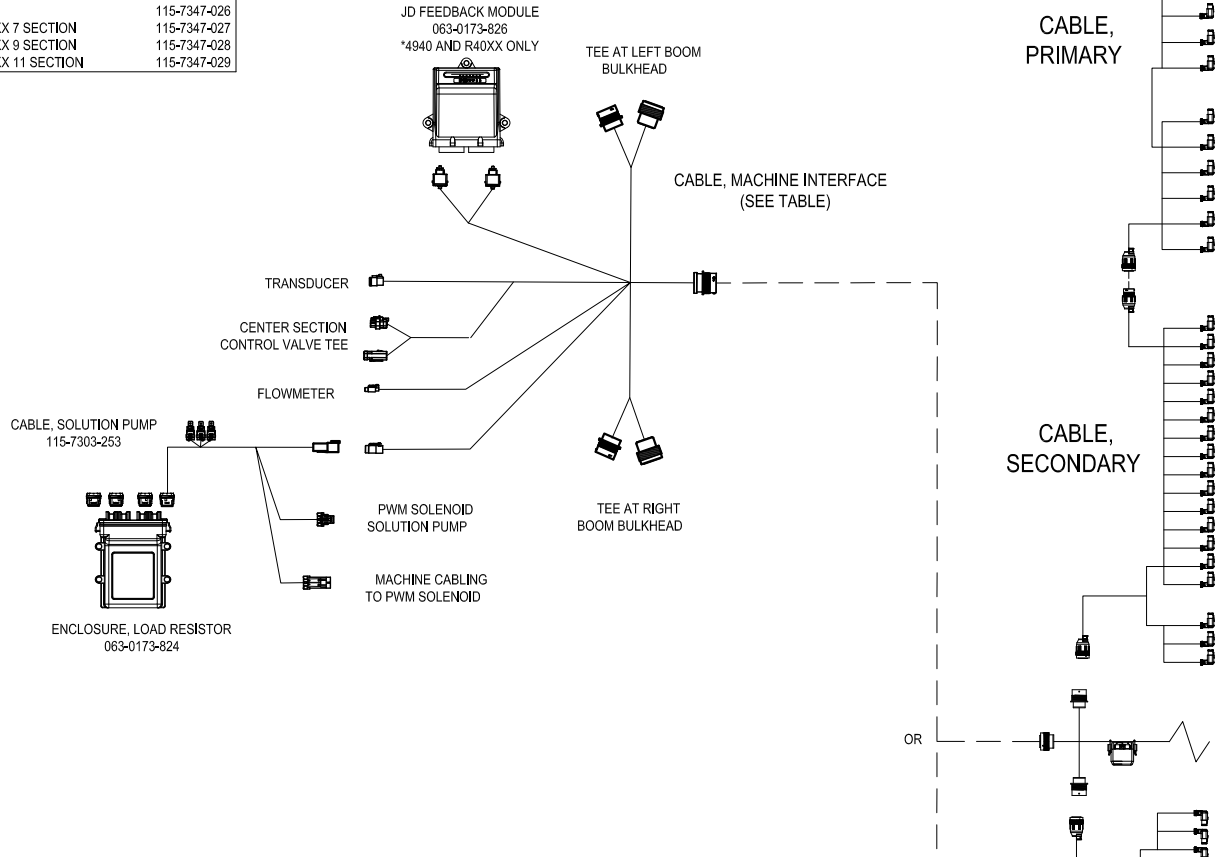 115-7347-026
XX 7 SECTION 115-7347-027
XX 9 SECTION 115-7347-028
XX 11 SECTION 115-7347-029
JD FEEDBACK MODULE
063-0173-826
*4940 AND R40XX ONLY
TEE AT LEFT BOOM
BULKHEAD
CABLE,
PRIMARY
CABLE, MACHINE INTERFACE
(SEE TABLE)
TRANSDUCER
CENTER SECTION
CONTROL VALVE TEE
FLOWMETER
CABLE, SOLUTION PUMP
115-7303-253
CABLE,
SECONDARY
PWM SOLENOID
SOLUTION PUMP
TEE AT RIGHT
BOOM BULKHEAD
MACHINE CABLING
TO PWM SOLENOID
ENCLOSURE, LOAD RESISTOR
063-0173-824
OR